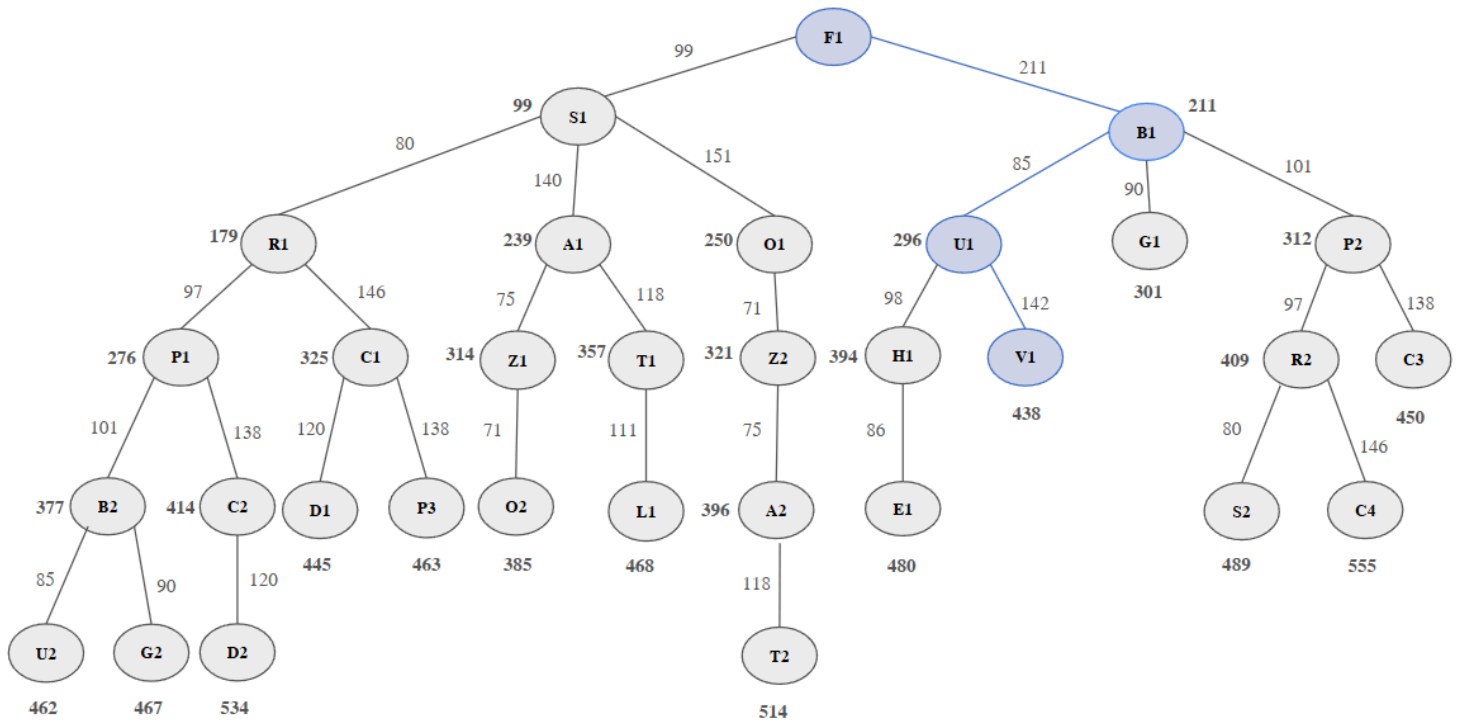 F1
99
211
99
S1
211
B1
80
140
151
85
90
101
179
R1
239
A1
250
O1
296
U1
G1
301
312
P2
97
146
75
118
71
98
142
97
138
276
P1
325
C1
314
Z1
357
T1
321
Z2
394
H1
V1
438
409
R2
C3
450
101
138
120
138
71
111
75
86
80
146
377
B2
414
C2
D1
445
P3
463
O2
385
L1
468
396
A2
E1
480
S2
489
C4
555
85
90
120
118
U2
462
G2
467
D2
534
T2
514